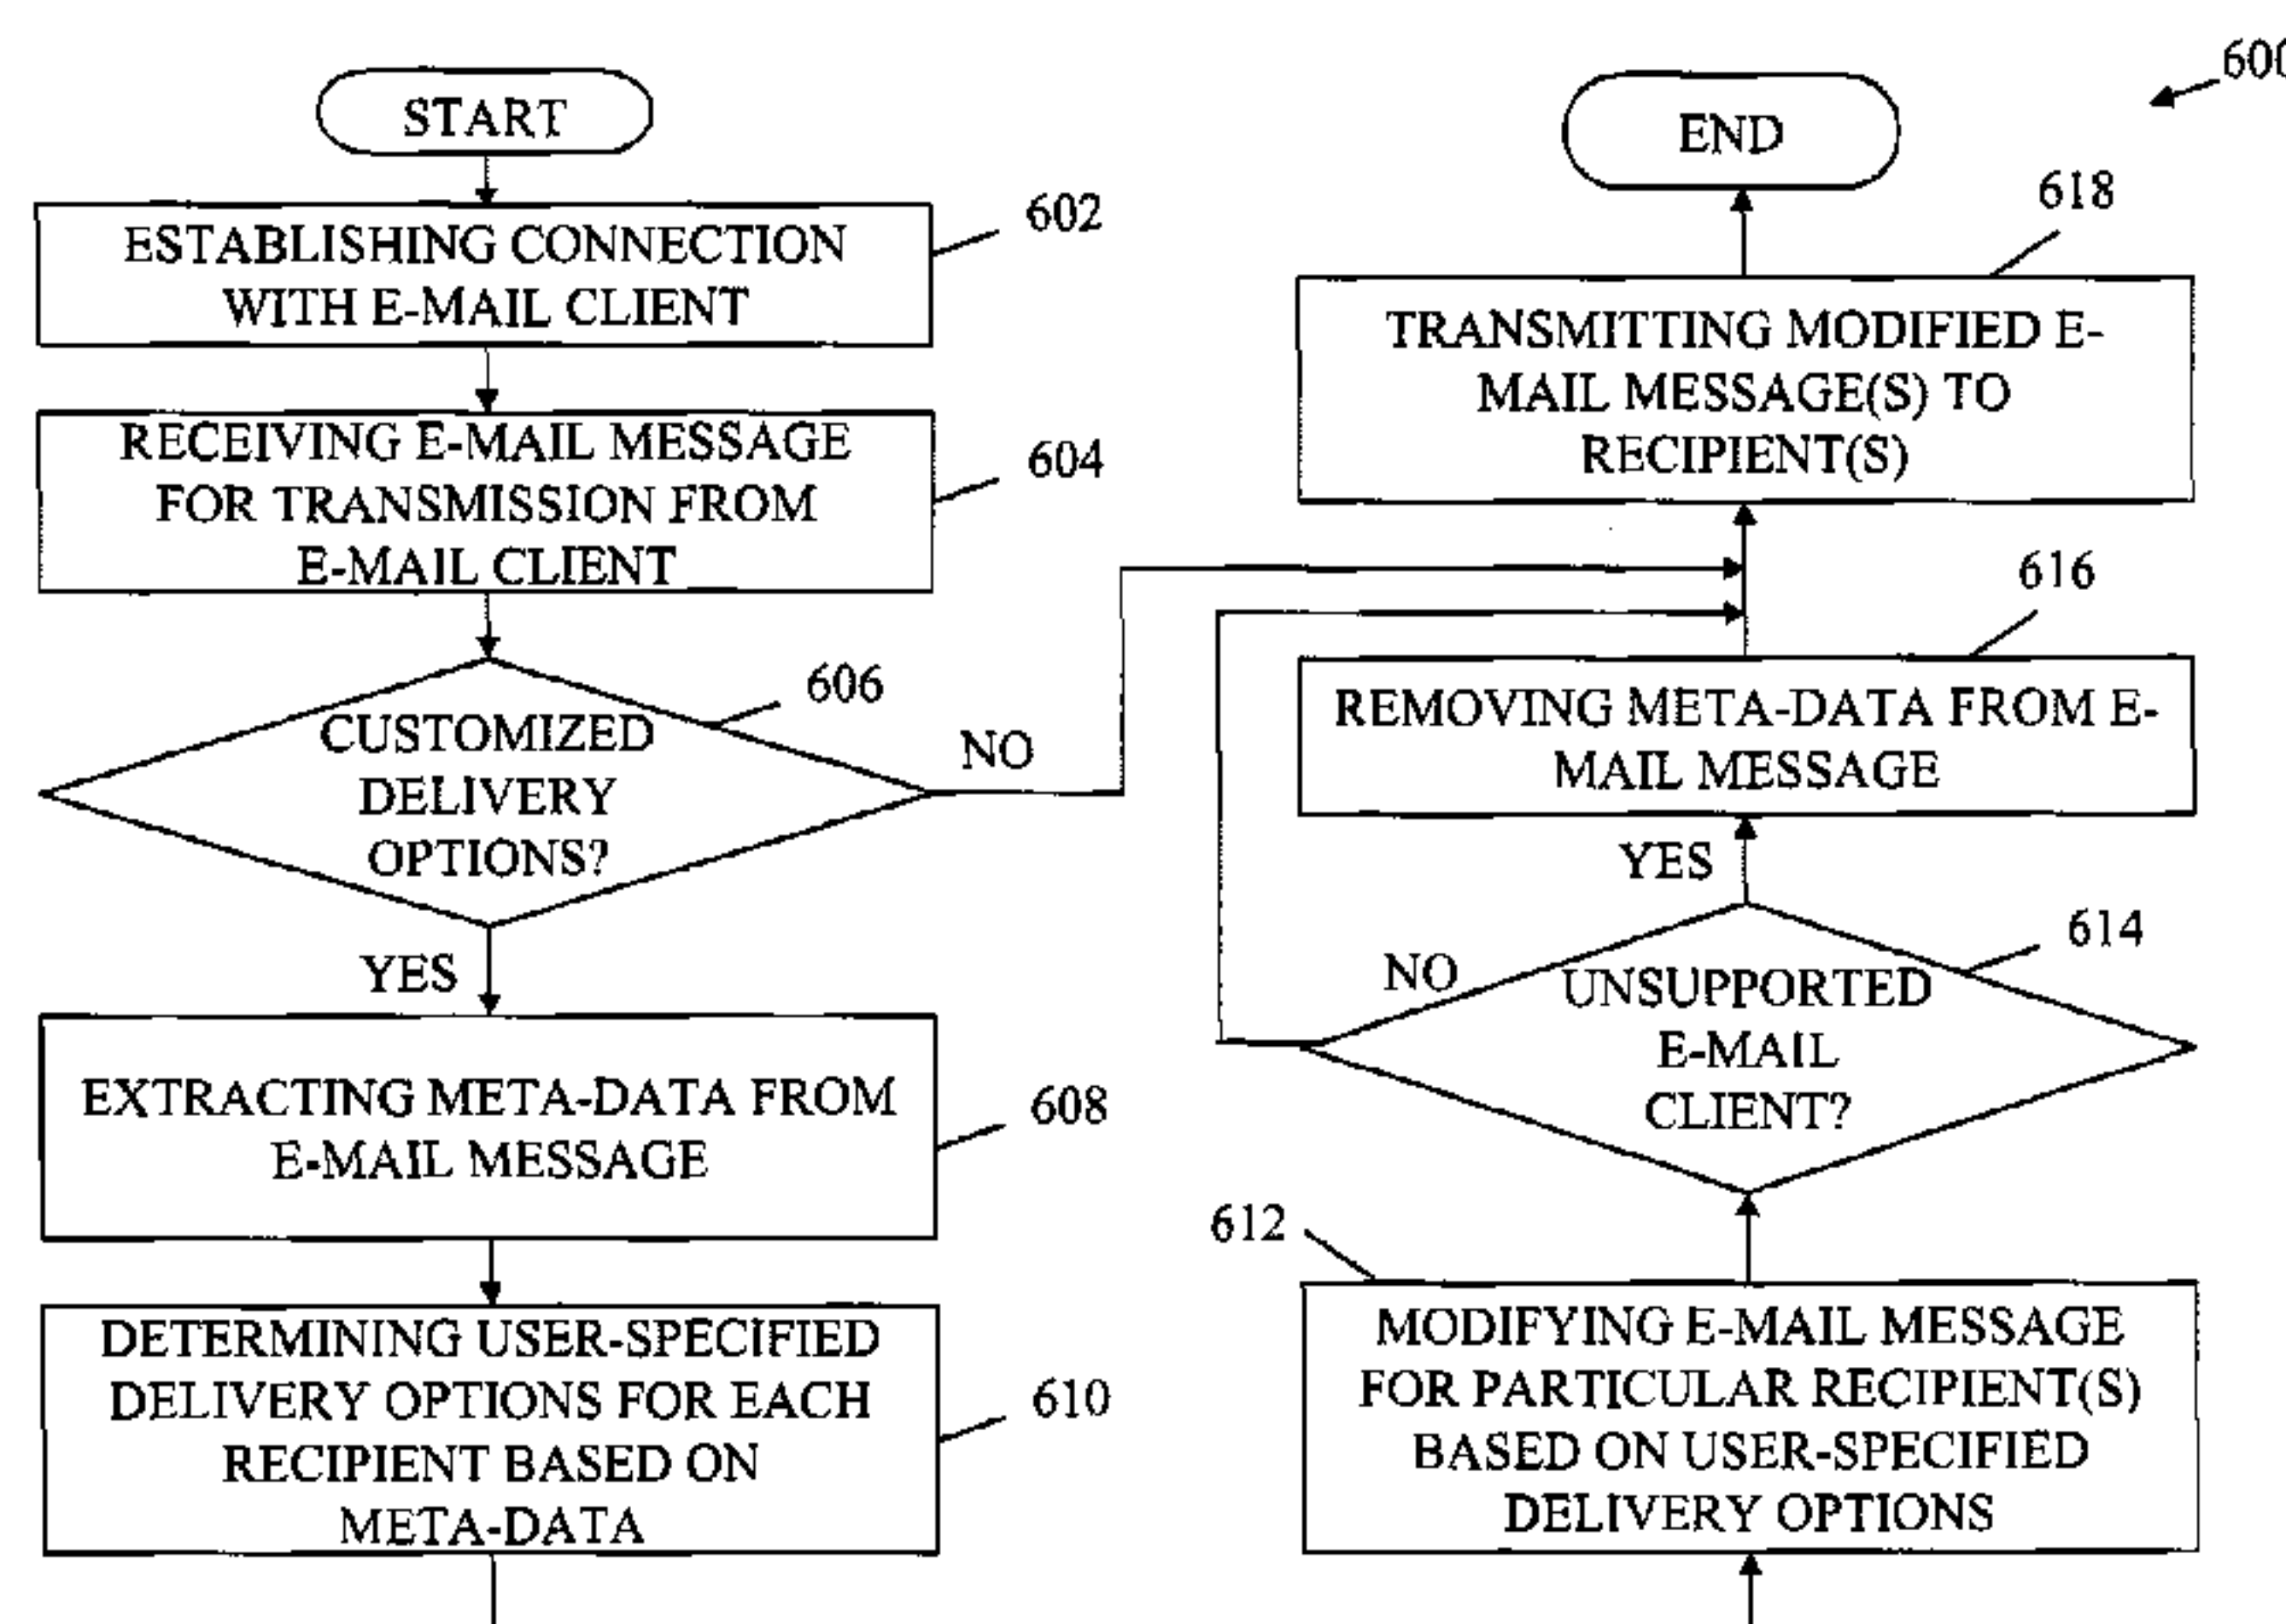 START
ESTABLISHING CONNECTION
WITH E-MAIL CLIENT
602
RECEIVING E-MAIL MESSAGE
FOR TRANSMISSION FROM
E-MAIL CLIENT
604
606
CUSTOMIZED
DELIVERY
OPTIONS?
NO
YES
EXTRACTING META-DATA FROM
E-MAIL MESSAGE
608
DETERMINING USER-SPECIFIED
DELIVERY OPTIONS FOR EACH
RECIPIENT BASED ON
META-DATA
610
600
END
618
TRANSMITTING MODIFIED E-
MAIL MESSAGE(S) TO
RECIPIENT(S)
616
REMOVING META-DATA FROM E-
MAIL MESSAGE
YES
614
NO
UNSUPPORTED
E-MAIL
CLIENT?
612
MODIFYING E-MAIL MESSAGE
FOR PARTICULAR RECIPIENT(S)
BASED ON USER-SPECIFIED
DELIVERY OPTIONS